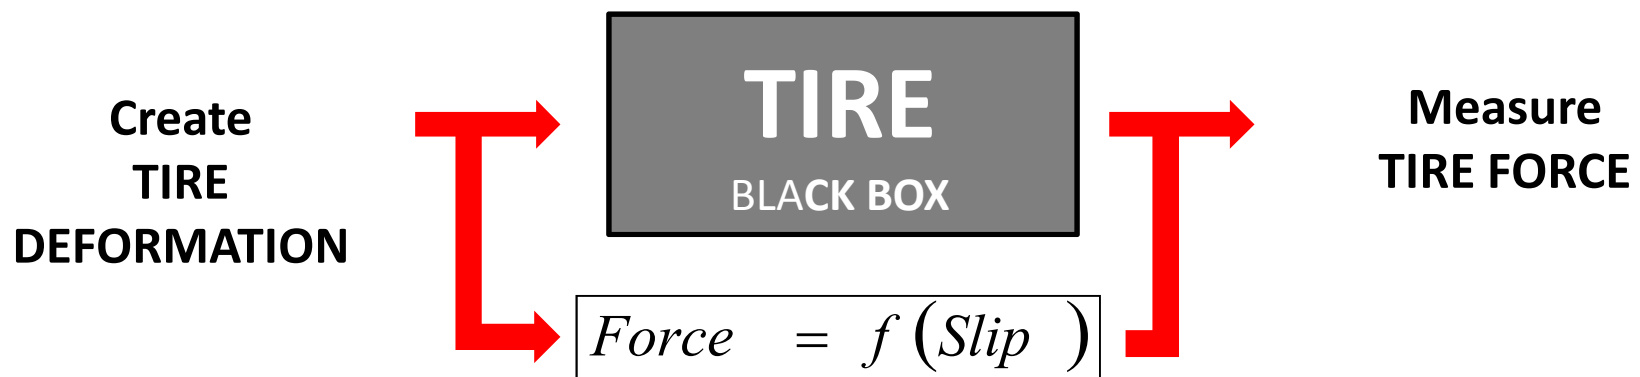 Create
TIRE
DEFORMATION
TIRE
BLACK BOX
Force = f (Slip )
Measure
TIRE FORCE